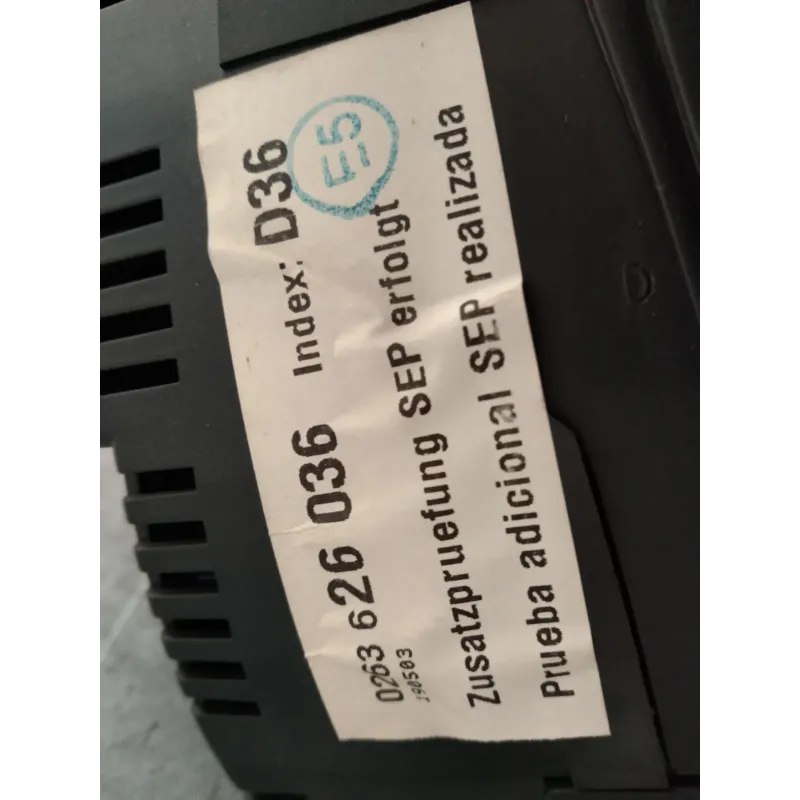 0263 626 036 Index: D36
190503
E5
Zusatzpruefung SEP erfolgt
Prueba adicional SEP realizada